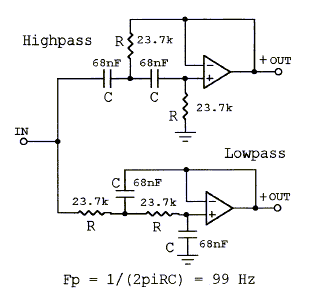 Highpass
R 23.7k
68nF 68nF
C C
- +
+ OUT
R 23.7k
IN
Lowpass
C 68nF
23.7k 23.7k
R R
- +
+OUT
C 68nF
Fp = 1/(2piRC) = 99 Hz